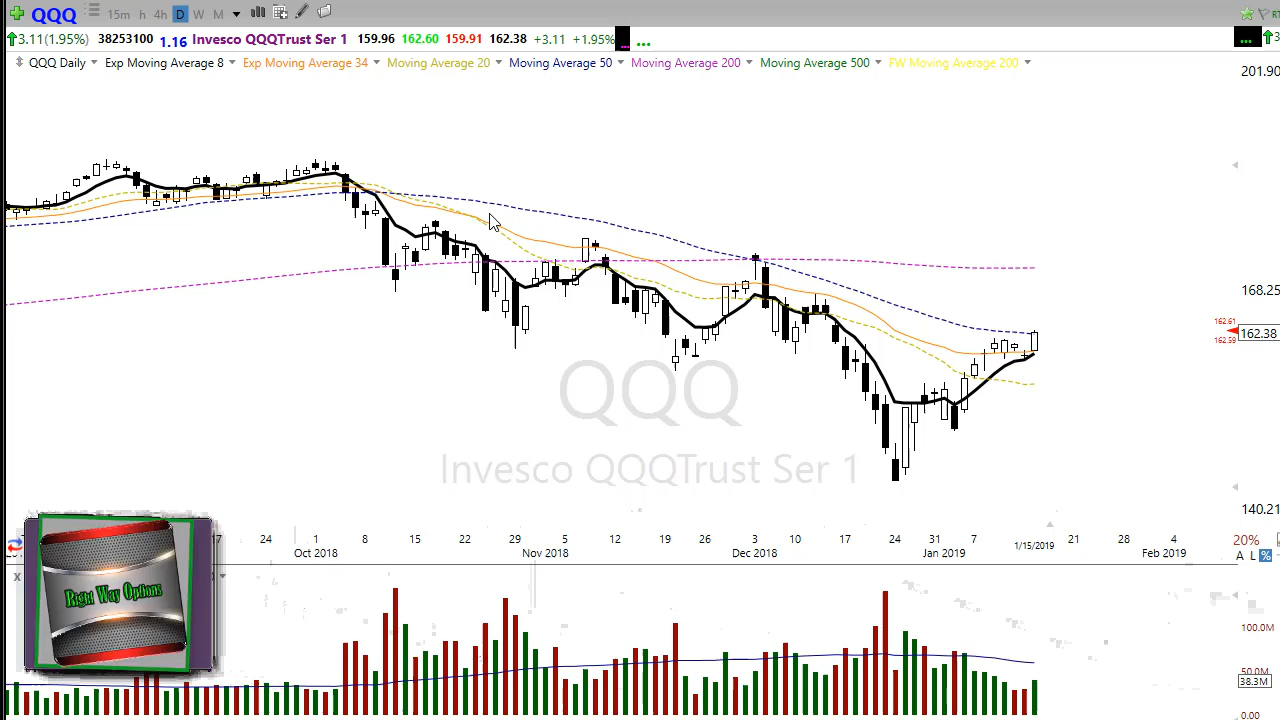 QQQ 15m h 4h D W M
3.11(1.95%) 38253100 1.16 Invesco QQQTrust Ser 1 159.96 162.60 159.91 162.38 +3.11 +1.95%
QQQ Daily Exp Moving Average 8 Exp Moving Average 34 Moving Average 20 Moving Average 50 Moving Average 200 Moving Average 500 FW Moving Average 200
201.90
168.25
162.61
162.38
162.59
QQQ
Invesco QQQTrust Ser 1
140.21
17 24 1 8 15 22 29 5 12 19 26 3 10 17 24 31 7 1/15/2019 21 28 4
20%
Oct 2018 Nov 2018 Dec 2018 Jan 2019 Feb 2019
A L %
X
Right Way Options
100.0M
50.0M
38.3M
0.00